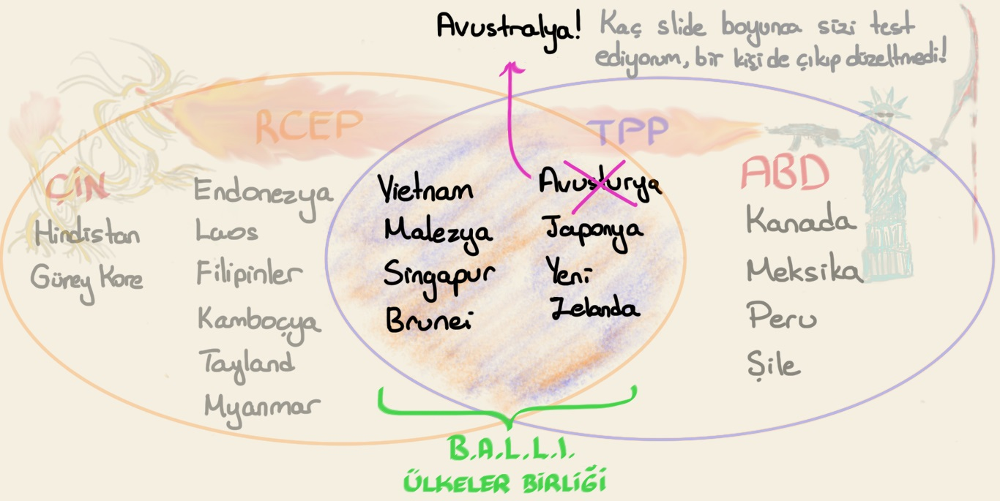 Avustralya!
Kaç slide boyunca sizi test
ediyorum, bir kişi de çıkıp düzeltmedi!
RCEP
TPP
ÇİN
Hindistan
Güney Kore
Endonezya
Laos
Filipinler
Kamboçya
Tayland
Myanmar
Vietnam
Malezya
Singapur
Brunei
Avusturya
Japonya
Yeni
Zelanda
ABD
Kanada
Meksika
Peru
Şile
B.A.L.L.I.
ÜLKELER BİRLİĞİ